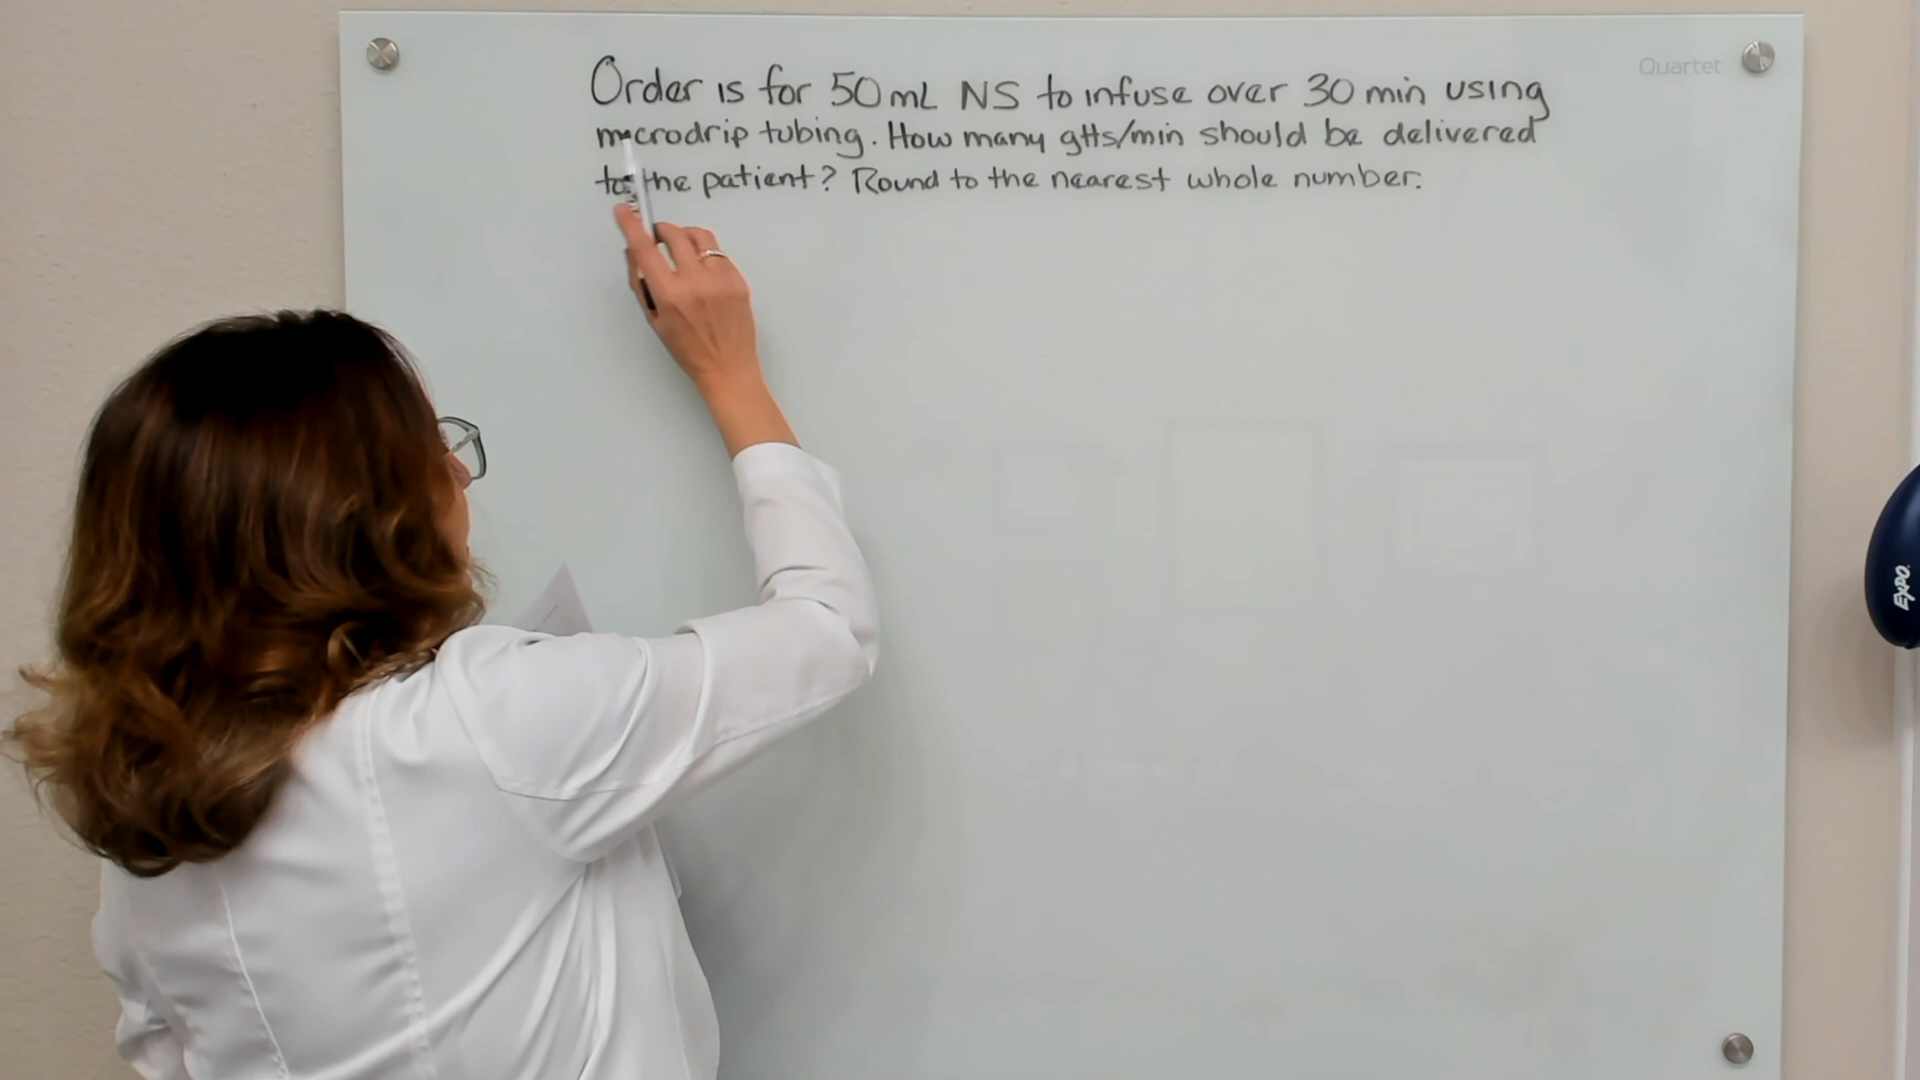 Quartet
Order is for 50 mL NS to infuse over 30 min using
microdrip tubing. How many gtts/min should be delivered
to the patient? Round to the nearest whole number.
EXPO